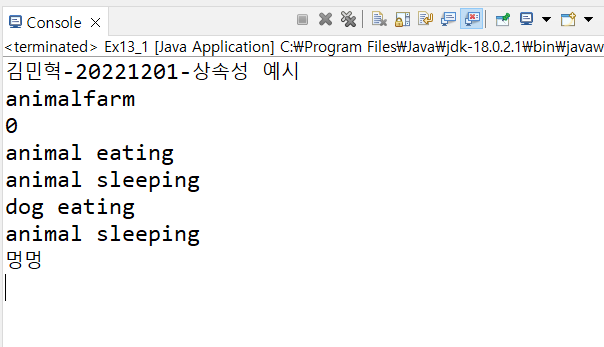 Console
<terminated> Ex13_1 [Java Application] C:₩Program Files₩Java₩jdk-18.0.2.1₩bin₩javaw
김민혁-20221201-상속성 예시
animalfarm
0
animal eating
animal sleeping
dog eating
animal sleeping
멍멍